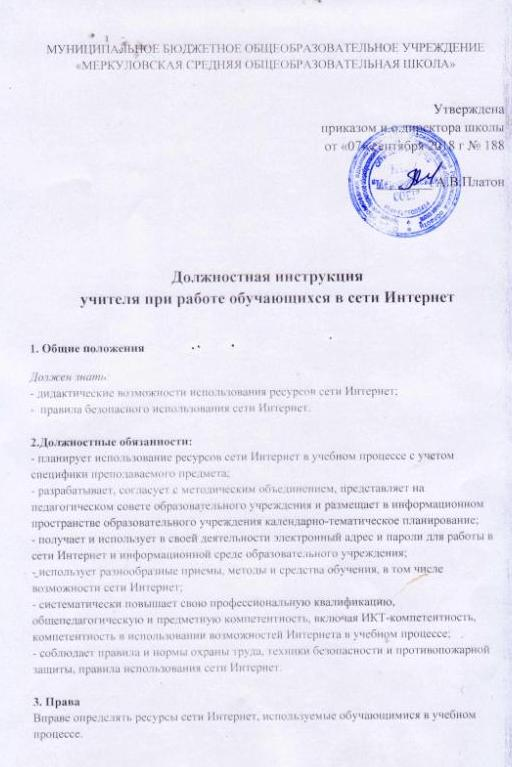 МУНИЦИПАЛЬНОЕ БЮДЖЕТНОЕ ОБЩЕОБРАЗОВАТЕЛЬНОЕ УЧРЕЖДЕНИЕ
«МЕРКУЛОВСКАЯ СРЕДНЯЯ ОБЩЕОБРАЗОВАТЕЛЬНАЯ ШКОЛА»
Утверждена
приказом и.о.директора школы
от «07» сентября 2018 г № 188
А.В.Платон
Должностная инструкция
учителя при работе обучающихся в сети Интернет
1. Общие положения
Должен знать:
- дидактические возможности использования ресурсов сети Интернет;
- правила безопасного использования сети Интернет.
2.Должностные обязанности:
- планирует использование ресурсов сети Интернет в учебном процессе с учетом
специфики преподаваемого предмета;
- разрабатывает, согласует с методическим объединением, представляет на
педагогическом совете образовательного учреждения и размещает в информационном
пространстве образовательного учреждения календарно-тематическое планирование;
- получает и использует в своей деятельности электронный адрес и пароли для работы в
сети Интернет и информационной среде образовательного учреждения;
- использует разнообразные приемы, методы и средства обучения, в том числе
возможности сети Интернет;
- систематически повышает свою профессиональную квалификацию,
общепедагогическую и предметную компетентность, включая ИКТ-компетентность,
компетентность в использовании возможностей Интернета в учебном процессе;
- соблюдает правила и нормы охраны труда, техники безопасности и противопожарной
защиты, правила использования сети Интернет.
3. Права
Вправе определять ресурсы сети Интернет, используемые обучающимися в учебном
процессе.